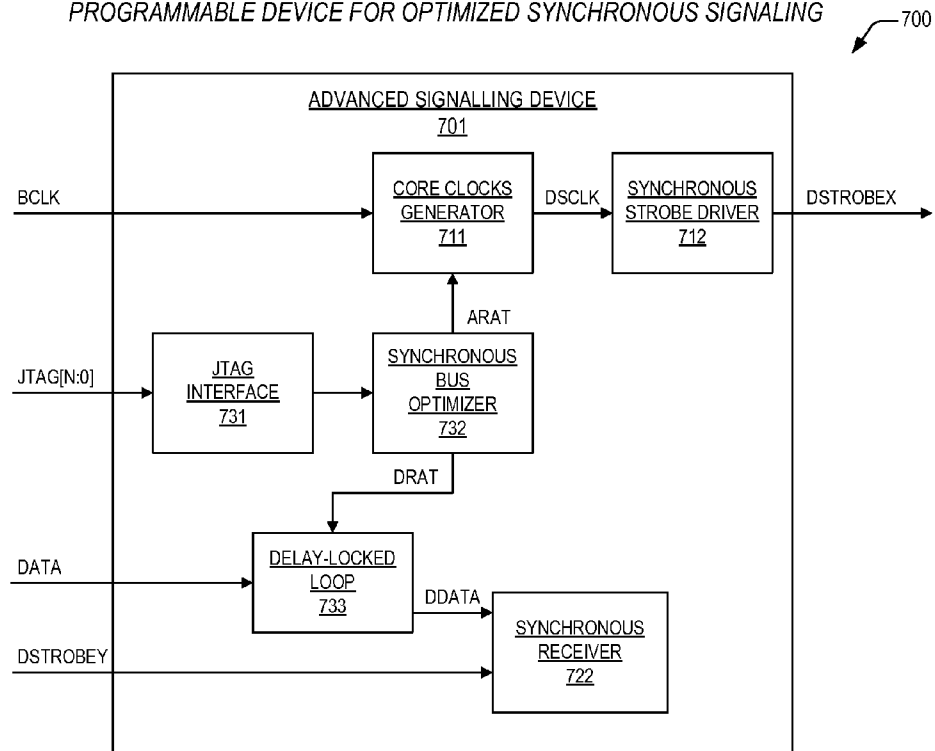 PROGRAMMABLE DEVICE FOR OPTIMIZED SYNCHRONOUS SIGNALING
700
ADVANCED SIGNALLING DEVICE
701
BCLK
CORE CLOCKS
GENERATOR
711
DSCLK
SYNCHRONOUS
STROBE DRIVER
712
DSTROBEX
ARAT
JTAG[N:0]
JTAG
INTERFACE
731
SYNCHRONOUS
BUS
OPTIMIZER
732
DRAT
DATA
DELAY-LOCKED
LOOP
733
DDATA
DSTROBEY
SYNCHRONOUS
RECEIVER
722